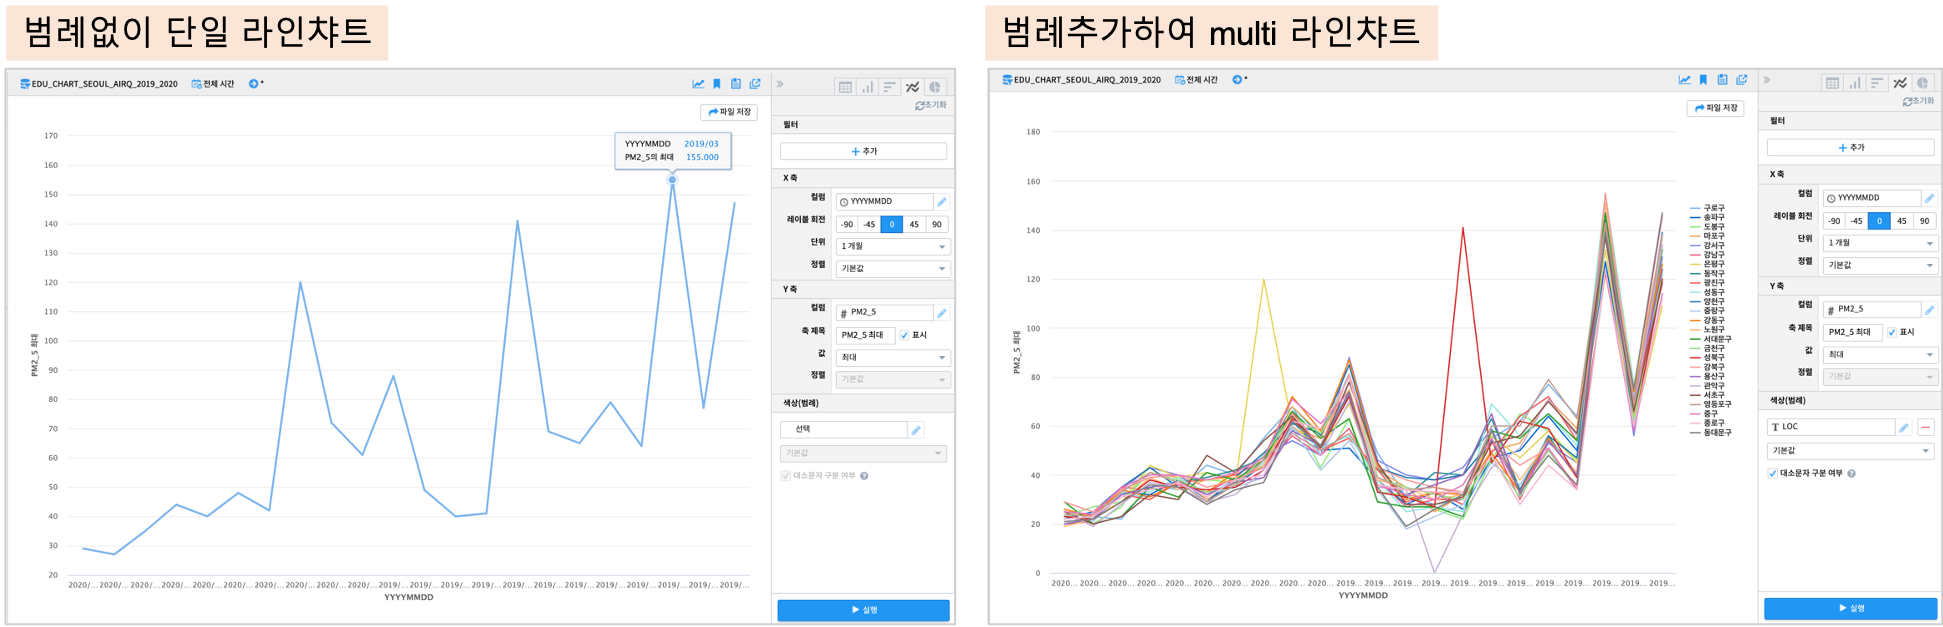 범례없이 단일 라인챠트
EDU_CHART_SEOUL_AIRQ_2019_2020 전체 시간 *
파일 저장
170
160
150
140
130
120
110
100
90
80
70
60
50
40
30
20
PM2_5 최대
YYYYMMDD 2019/03
PM2_5의 최대 155.000
2020/... 2020/... 2020/... 2020/... 2020/... 2020/... 2020/... 2020/... 2020/... 2020/... 2019/... 2019/... 2019/... 2019/... 2019/... 2019/... 2019/... 2019/... 2019/... 2019/... 2019/... 2019/...
YYYYMMDD
초기화
필터
+ 추가
X 축
컬럼 YYYYMMDD
레이블 회전 -90 -45 0 45 90
단위 1 개월
정렬 기본값
Y 축
컬럼 # PM2_5
축 제목 PM2_5 최대 표시
값 최대
정렬 기본값
색상(범례)
선택
기본값
대소문자 구분 여부
실행
범례추가하여 multi 라인챠트
EDU_CHART_SEOUL_AIRQ_2019_2020 전체 시간 *
파일 저장
180
160
140
120
100
80
60
40
20
0
PM2_5 최대
2020... 2020... 2020... 2020... 2020... 2020... 2020... 2020... 2020... 2020... 2019... 2019... 2019... 2019... 2019... 2019... 2019... 2019... 2019... 2019... 2019... 2019...
YYYYMMDD
구로구
송파구
도봉구
마포구
강서구
강남구
은평구
동작구
광진구
성동구
양천구
중랑구
강동구
노원구
서대문구
금천구
성북구
강북구
용산구
관악구
서초구
영등포구
중구
종로구
동대문구
초기화
필터
+ 추가
X 축
컬럼 YYYYMMDD
레이블 회전 -90 -45 0 45 90
단위 1 개월
정렬 기본값
Y 축
컬럼 # PM2_5
축 제목 PM2_5 최대 표시
값 최대
정렬 기본값
색상(범례)
T LOC
기본값
대소문자 구분 여부
실행